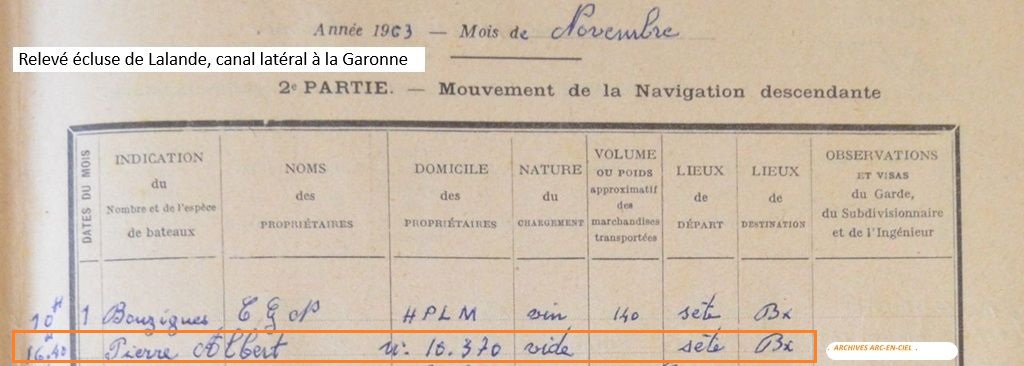 Année 1963 — Mois de Novembre
Relevé écluse de Lalande, canal latéral à la Garonne
2e PARTIE. — Mouvement de la Navigation descendante
DATES DU MOIS
INDICATION
du
Nombre et de l'espèce
de bateaux
NOMS
des
PROPRIÉTAIRES
DOMICILE
des
PROPRIÉTAIRES
NATURE
du
CHARGEMENT
VOLUME
OU POIDS
approximatif
des
marchandises
transportées
LIEUX
de
DÉPART
LIEUX
de
DESTINATION
OBSERVATIONS
ET VISAS
du Garde,
du Subdivisionnaire
et de l'Ingénieur
10H 1 Bouzigues C G P HPLM vin 140 sète Bx
16.40 Pierre Albert n. 10.370 vide sète Bx
ARCHIVES ARC-EN-CIEL .